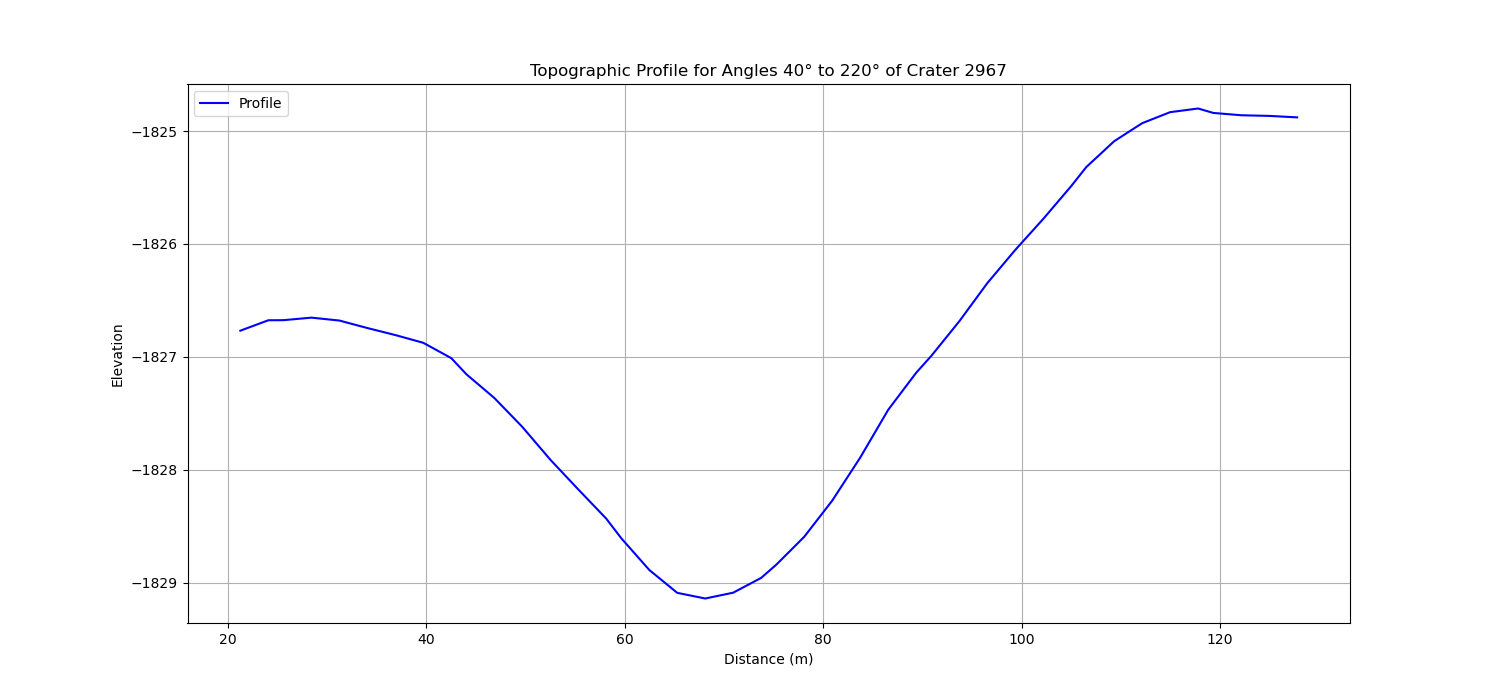 Topographic Profile for Angles 40° to 220° of Crater 2967
Profile
−1825
−1826
−1827
−1828
−1829
Elevation
20 40 60 80 100 120
Distance (m)